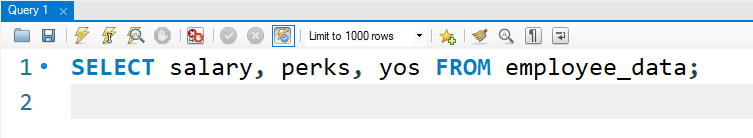 Query 1
Limit to 1000 rows
1 SELECT salary, perks, yos FROM employee_data;
2